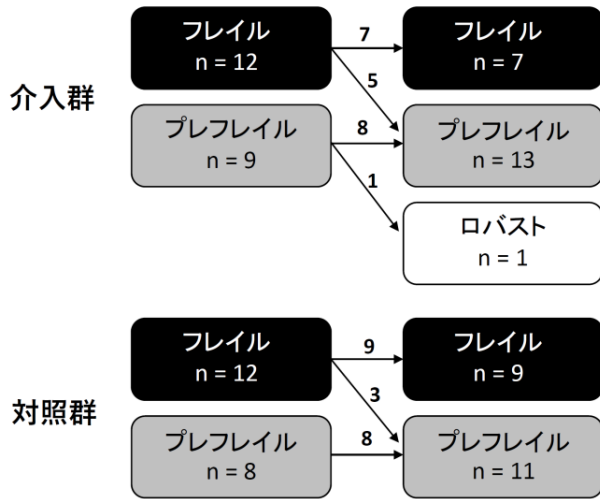 介入群
フレイル
n = 12
7
フレイル
n = 7
5
プレフレイル
n = 9
8
プレフレイル
n = 13
1
ロバスト
n = 1
対照群
フレイル
n = 12
9
フレイル
n = 9
3
プレフレイル
n = 8
8
プレフレイル
n = 11